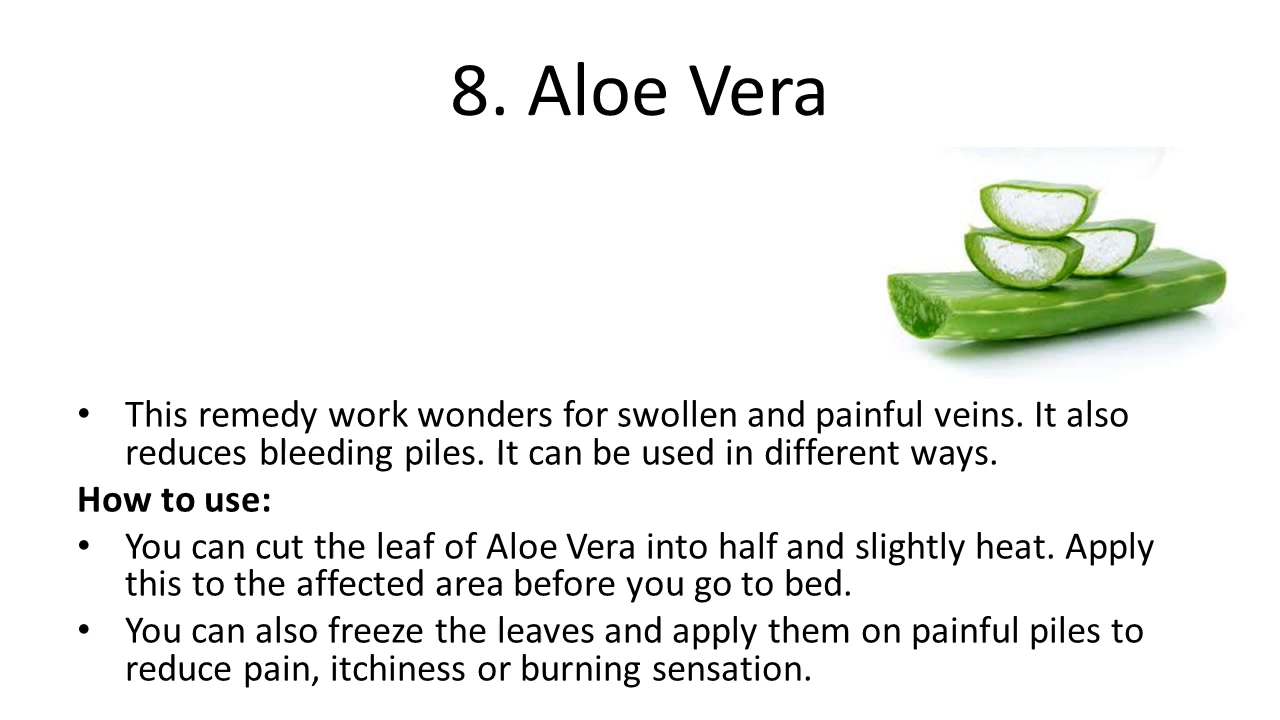 8. Aloe Vera
• This remedy work wonders for swollen and painful veins. It also
reduces bleeding piles. It can be used in different ways.
How to use:
• You can cut the leaf of Aloe Vera into half and slightly heat. Apply
this to the affected area before you go to bed.
• You can also freeze the leaves and apply them on painful piles to
reduce pain, itchiness or burning sensation.